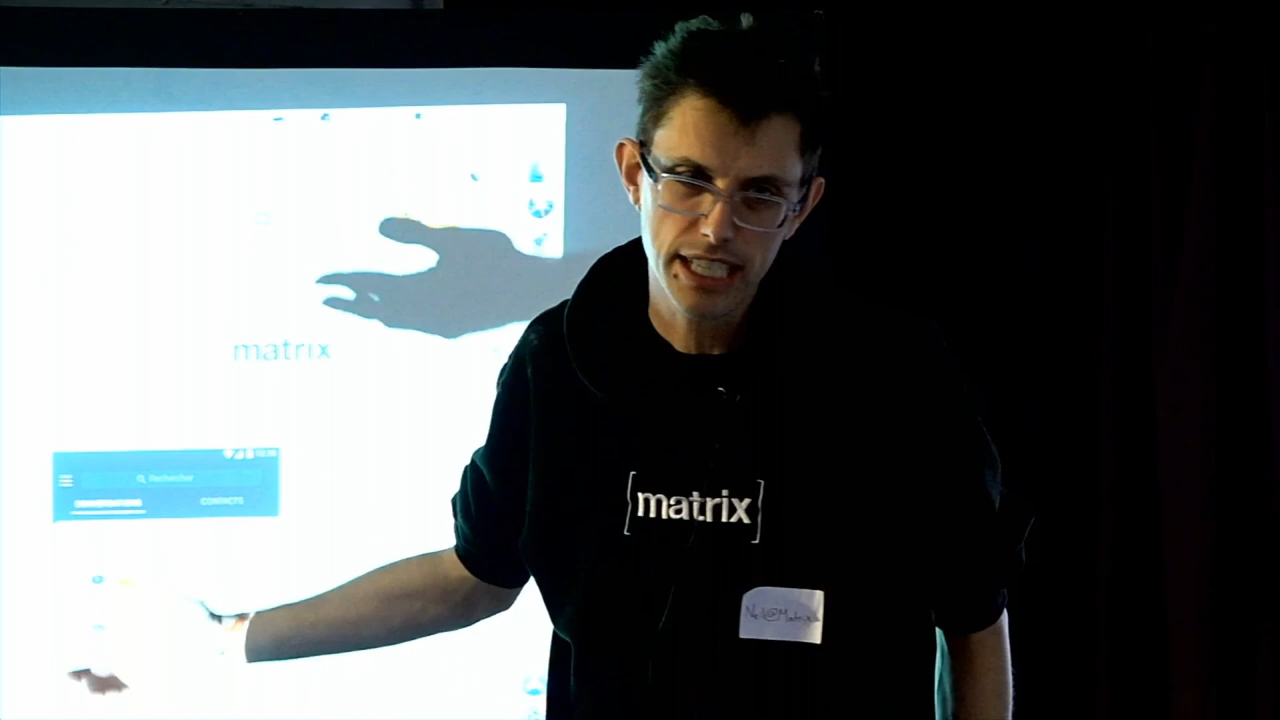 matrix
Rechercher
CONVERSATIONS
CONTACTS
[matrix]